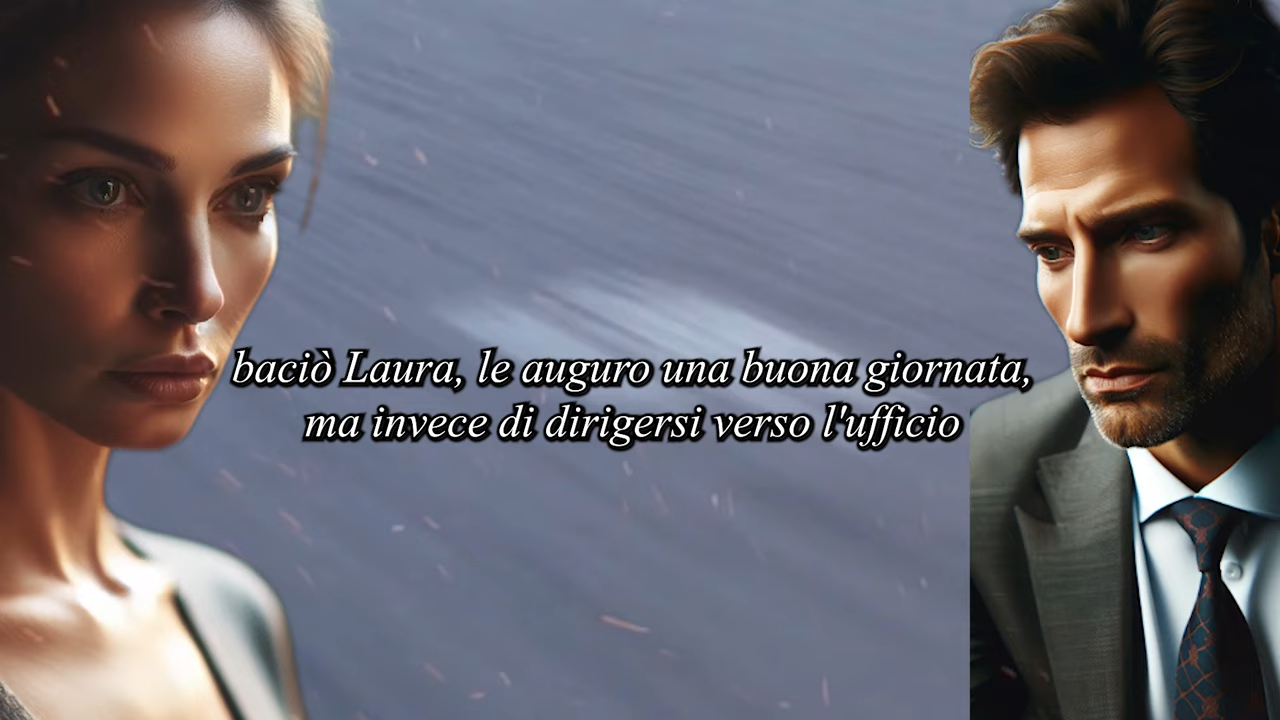 baciò Laura, le auguro una buona giornata,
ma invece di dirigersi verso l'ufficio